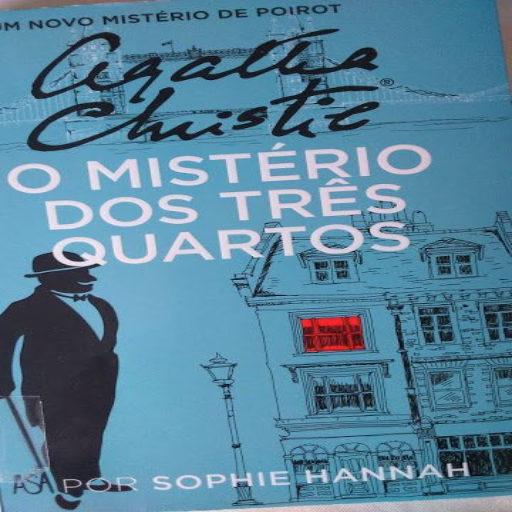 UM NOVO MISTÉRIO DE POIROT
Agatha
Christie®
O MISTÉRIO
DOS TRÊS
QUARTOS
ASA
POR SOPHIE HANNAH